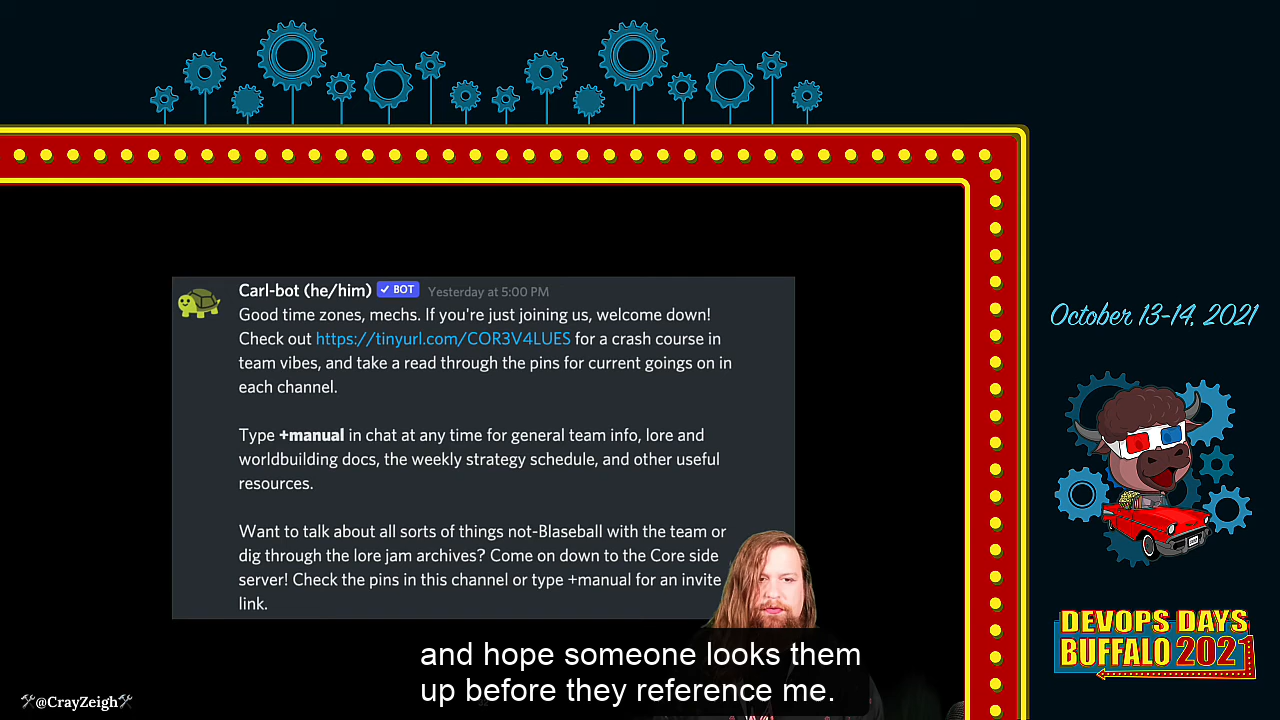 Carl-bot (he/him) ✓ BOT Yesterday at 5:00 PM
Good time zones, mechs. If you're just joining us, welcome down!
Check out https://tinyurl.com/COR3V4LUES for a crash course in
team vibes, and take a read through the pins for current goings on in
each channel.
Type +manual in chat at any time for general team info, lore and
worldbuilding docs, the weekly strategy schedule, and other useful
resources.
Want to talk about all sorts of things not-Blaseball with the team or
dig through the lore jam archives? Come on down to the Core side
server! Check the pins in this channel or type +manual for an invite
link.
and hope someone looks them
up before they reference me.
@CrayZeigh
October 13-14, 2021
DEVOPS DAYS
BUFFALO 2021